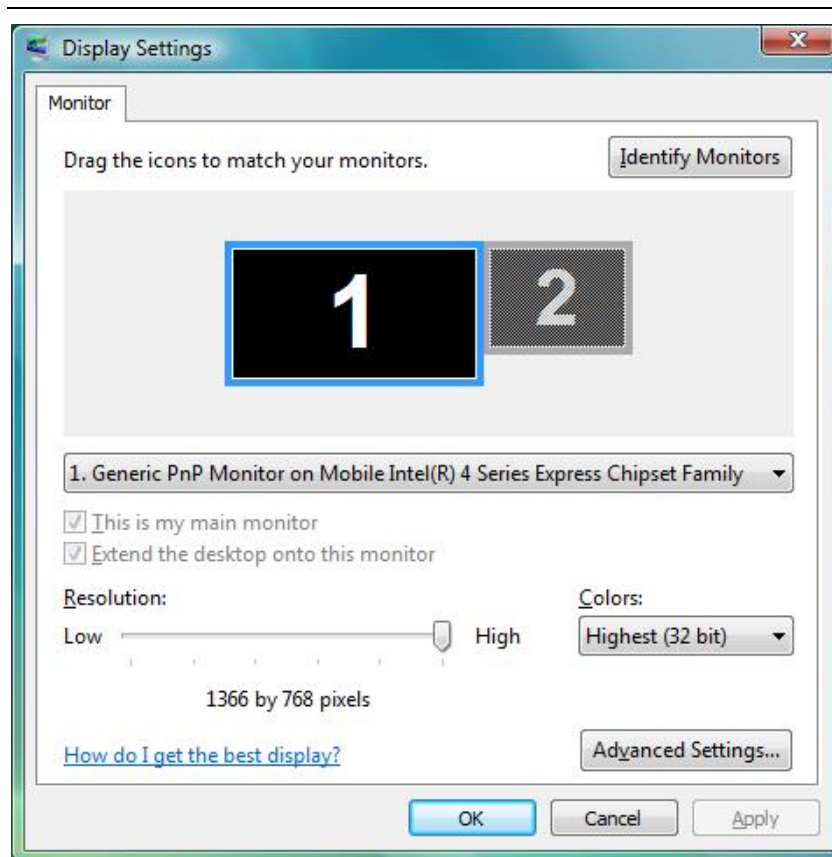 Display Settings
Monitor
Drag the icons to match your monitors.
Identify Monitors
1
2
1. Generic PnP Monitor on Mobile Intel(R) 4 Series Express Chipset Family
This is my main monitor
Extend the desktop onto this monitor
Resolution:
Colors:
Low
High
Highest (32 bit)
1366 by 768 pixels
How do I get the best display?
Advanced Settings...
OK
Cancel
Apply